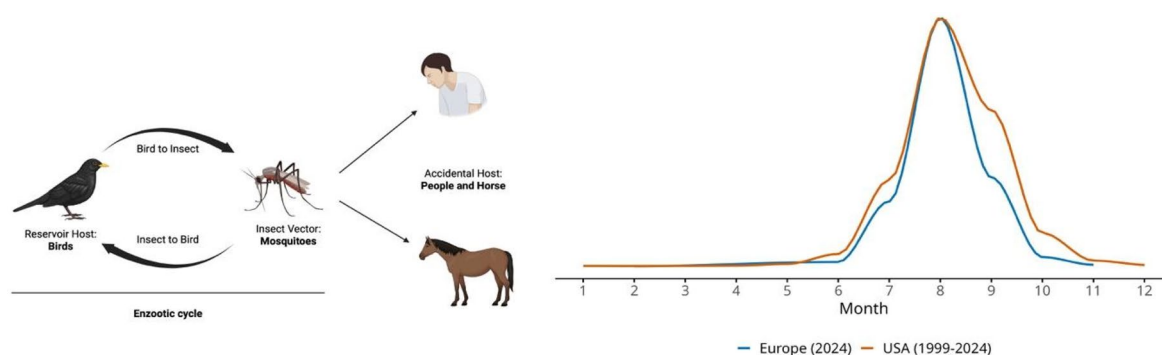 Bird to Insect
Reservoir Host:
Birds
Insect Vector:
Mosquitoes
Insect to Bird
Enzootic cycle
Accidental Host:
People and Horse
1 2 3 4 5 6 7 8 9 10 11 12
Month
Europe (2024) USA (1999-2024)